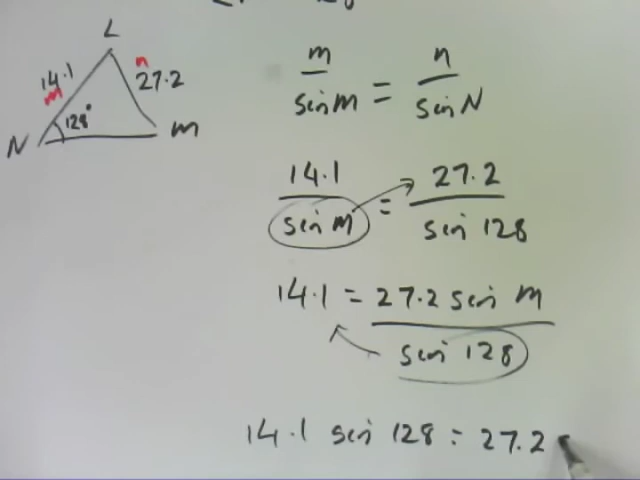 L
14.1 m
n 27.2
128°
N
m
m / sin M = n / sin N
14.1 / sin M = 27.2 / sin 128
14.1 = 27.2 sin M / sin 128
14.1 sin 128 = 27.2